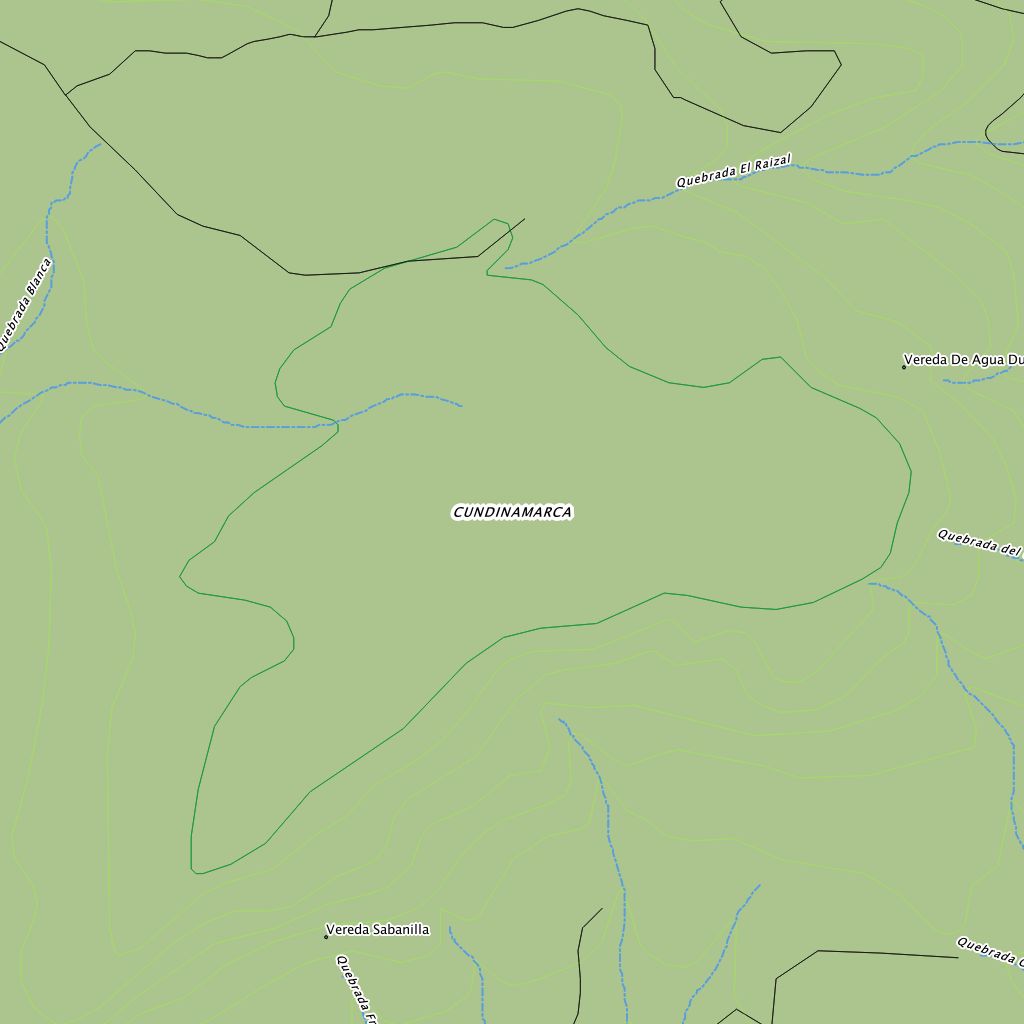 Quebrada El Raizal
Quebrada Blanca
Vereda De Agua Du
CUNDINAMARCA
Quebrada del
Vereda Sabanilla
Quebrada Fr
Quebrada